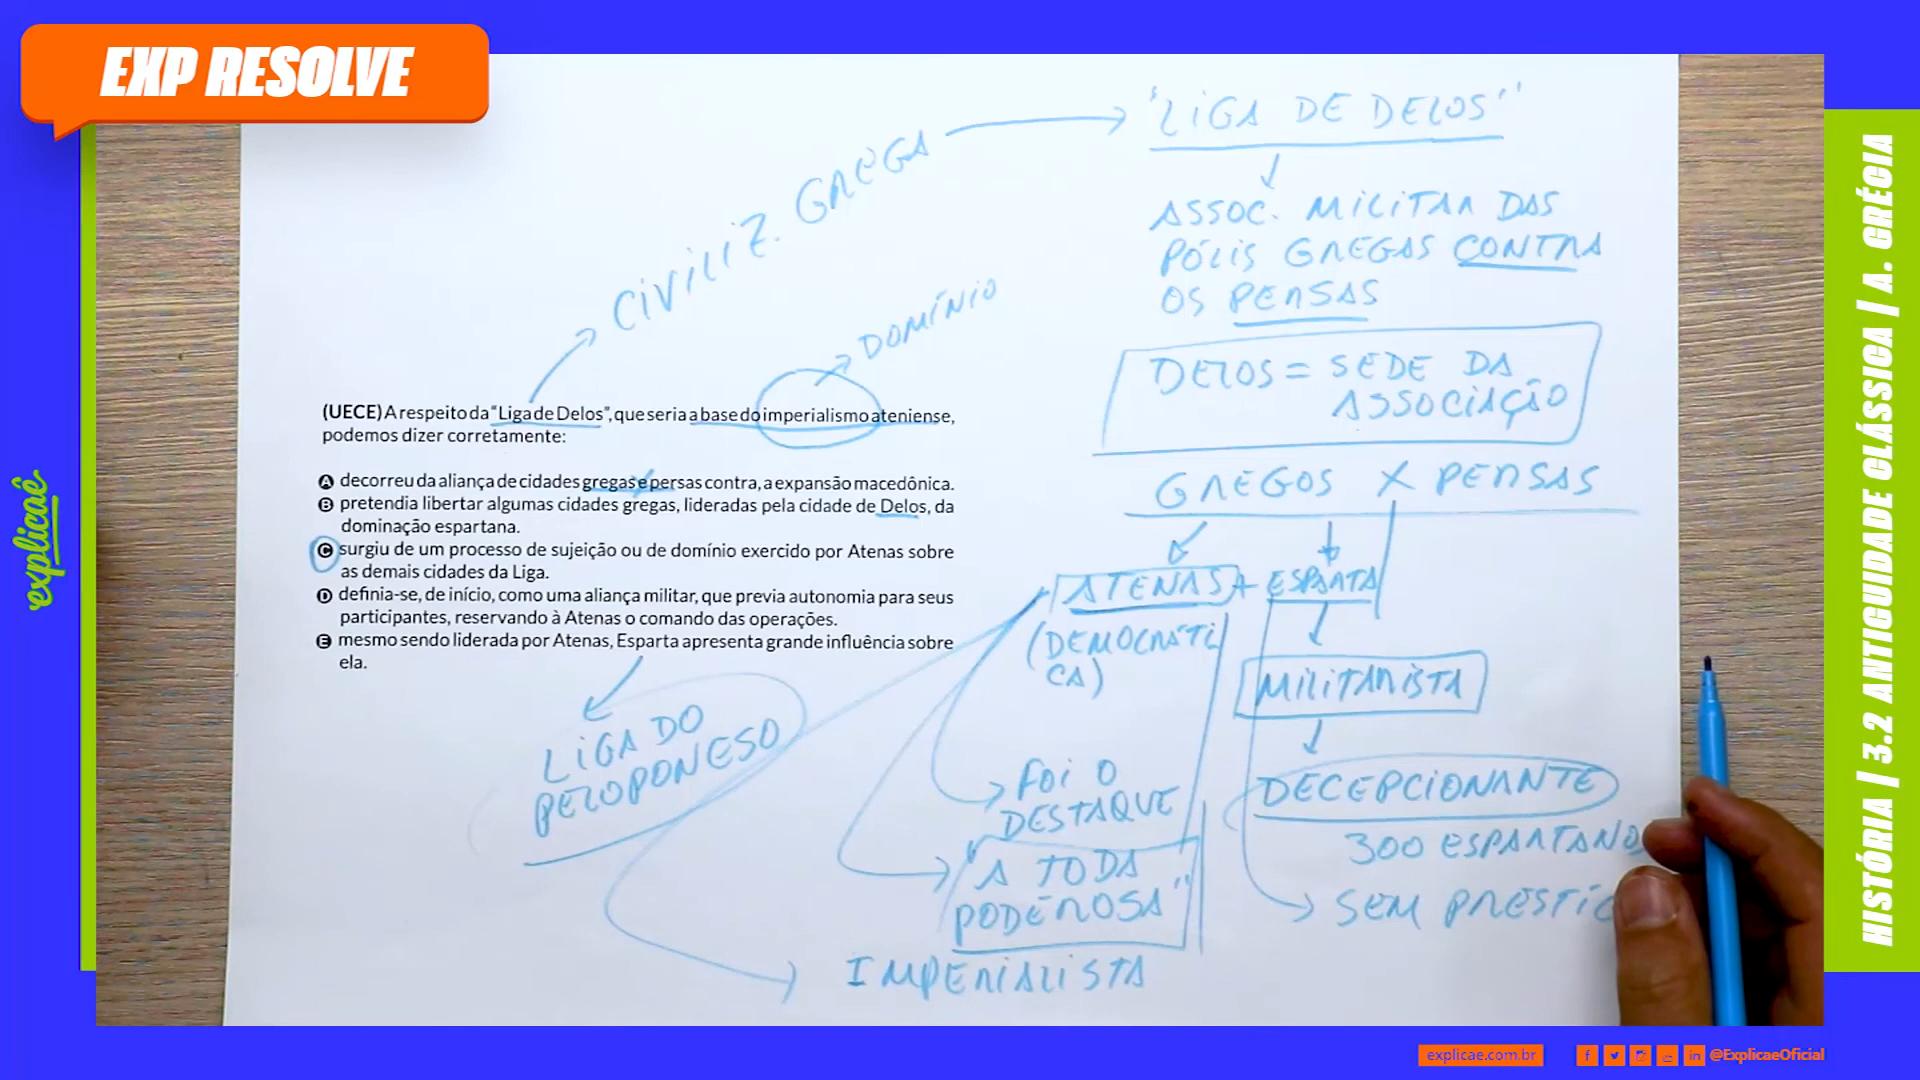 EXP RESOLVE
explicaê
CIVILIZ. GREGA
"LIGA DE DELOS"
ASSOC. MILITAR DAS
PÓLIS GREGAS CONTRA
OS PERSAS
DOMÍNIO
DELOS = SEDE DA
ASSOCIAÇÃO
(UECE) A respeito da "Liga de Delos", que seria a base do imperialismo ateniense,
podemos dizer corretamente:
A decorreu da aliança de cidades gregas e persas contra, a expansão macedônica.
B pretendia libertar algumas cidades gregas, lideradas pela cidade de Delos, da
dominação espartana.
C surgiu de um processo de sujeição ou de domínio exercido por Atenas sobre
as demais cidades da Liga.
D definia-se, de início, como uma aliança militar, que previa autonomia para seus
participantes, reservando à Atenas o comando das operações.
E mesmo sendo liderada por Atenas, Esparta apresenta grande influência sobre
ela.
GREGOS X PERSAS
ATENAS + ESPARTA
(DEMOCRÁTI
CA)
MILITARISTA
LIGA DO
PELOPONESO
FOI O
DESTAQUE
DECEPCIONANTE
300 ESPARTANO
"A TODA
PODEROSA"
SEM PRESTÍG
IMPERIALISTA
HISTÓRIA | 3.2 ANTIGUIDADE CLÁSSICA | A. GRÉCIA
explicae.com.br
@ExplicaeOficial